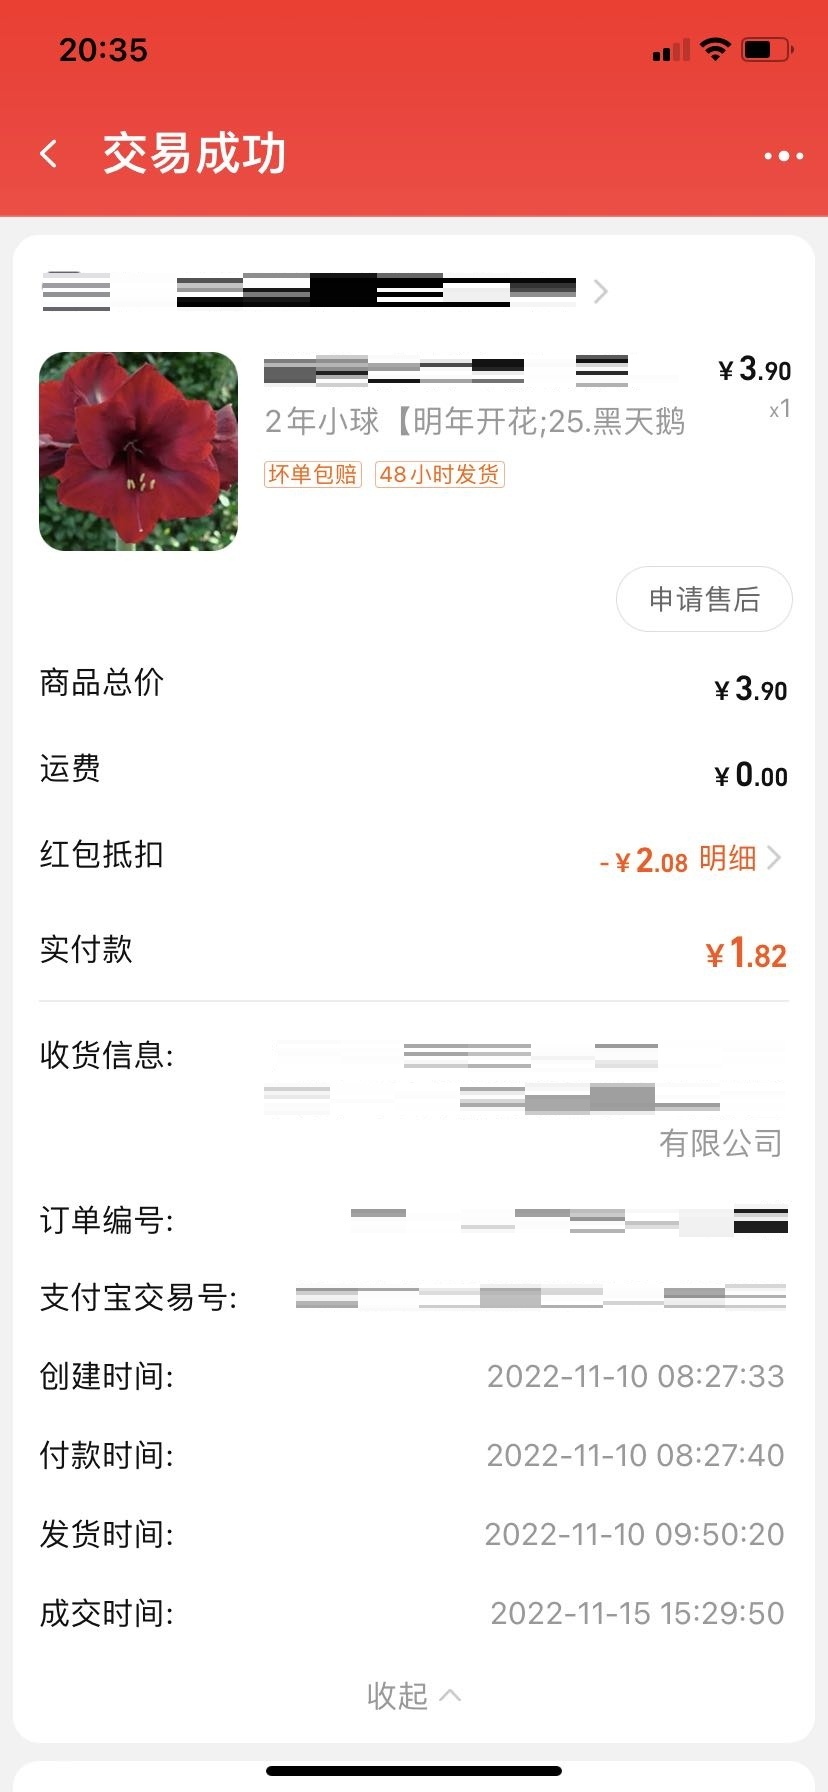 20:35
交易成功
¥3.90
2年小球【明年开花;25.黑天鹅
x1
坏单包赔 48小时发货
申请售后
商品总价 ¥3.90
运费 ¥0.00
红包抵扣 -¥2.08 明细
实付款 ¥1.82
收货信息:
有限公司
订单编号:
支付宝交易号:
创建时间: 2022-11-10 08:27:33
付款时间: 2022-11-10 08:27:40
发货时间: 2022-11-10 09:50:20
成交时间: 2022-11-15 15:29:50
收起